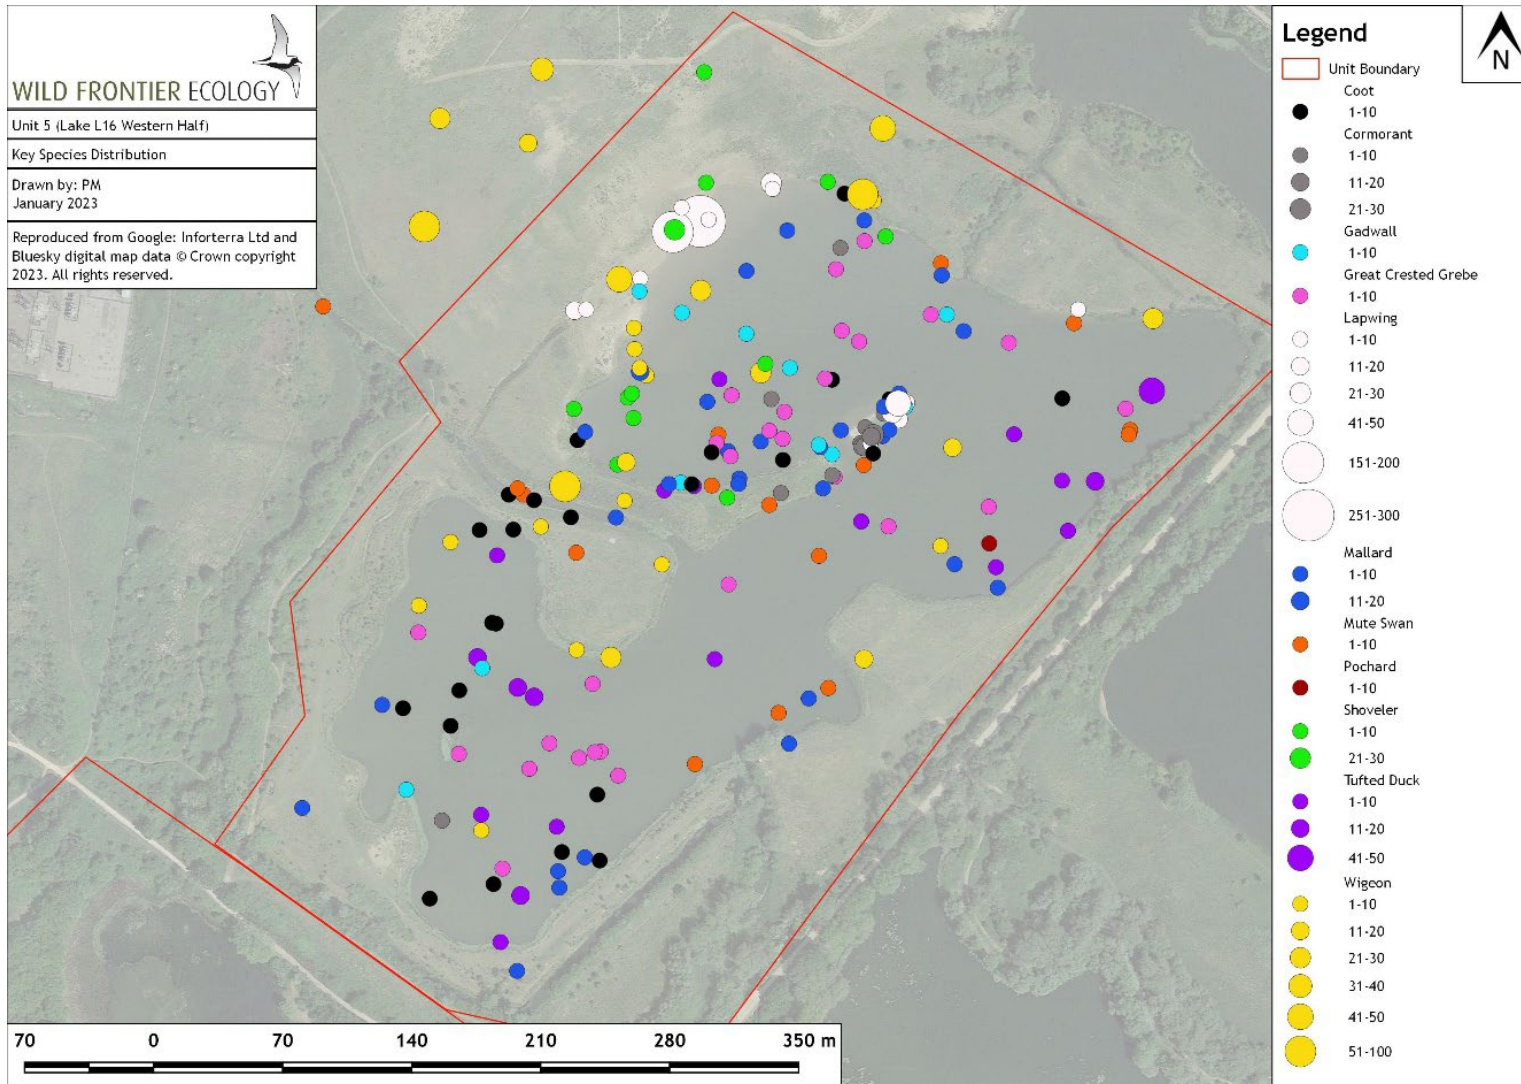 WILD FRONTIER ECOLOGY
Unit 5 (Lake L16 Western Half)
Key Species Distribution
Drawn by: PM
January 2023
Reproduced from Google: Inforterra Ltd and
Bluesky digital map data © Crown copyright
2023. All rights reserved.
70 0 70 140 210 280 350 m
Legend
N
Unit Boundary
Coot
1-10
Cormorant
1-10
11-20
21-30
Gadwall
1-10
Great Crested Grebe
1-10
Lapwing
1-10
11-20
21-30
41-50
151-200
251-300
Mallard
1-10
11-20
Mute Swan
1-10
Pochard
1-10
Shoveler
1-10
21-30
Tufted Duck
1-10
11-20
41-50
Wigeon
1-10
11-20
21-30
31-40
41-50
51-100